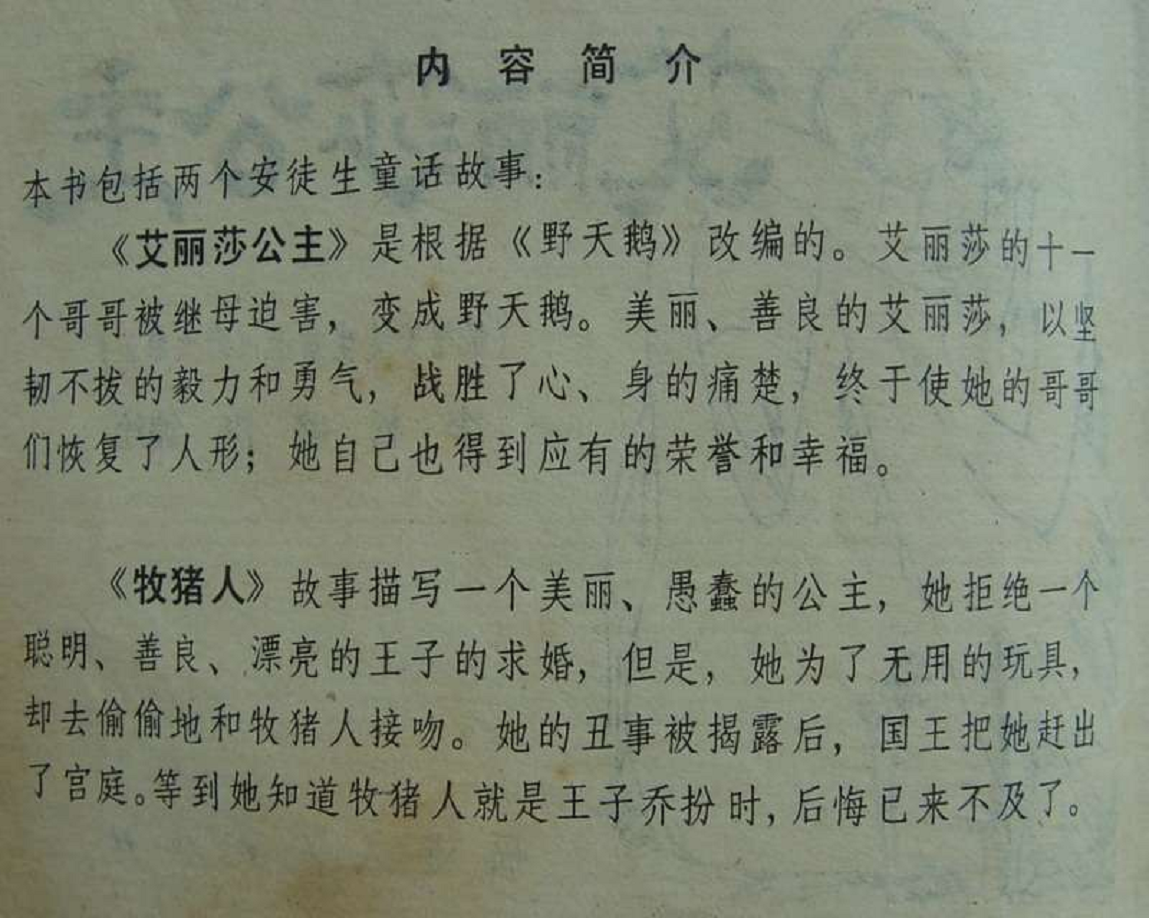 内容简介
本书包括两个安徒生童话故事：
《艾丽莎公主》是根据《野天鹅》改编的。艾丽莎的十一
个哥哥被继母迫害，变成野天鹅。美丽、善良的艾丽莎，以坚
韧不拔的毅力和勇气，战胜了心、身的痛楚，终于使她的哥哥
们恢复了人形；她自己也得到应有的荣誉和幸福。
《牧猪人》故事描写一个美丽、愚蠢的公主，她拒绝一个
聪明、善良、漂亮的王子的求婚，但是，她为了无用的玩具，
却去偷偷地和牧猪人接吻。她的丑事被揭露后，国王把她赶出
了宫庭。等到她知道牧猪人就是王子乔扮时，后悔已来不及了。